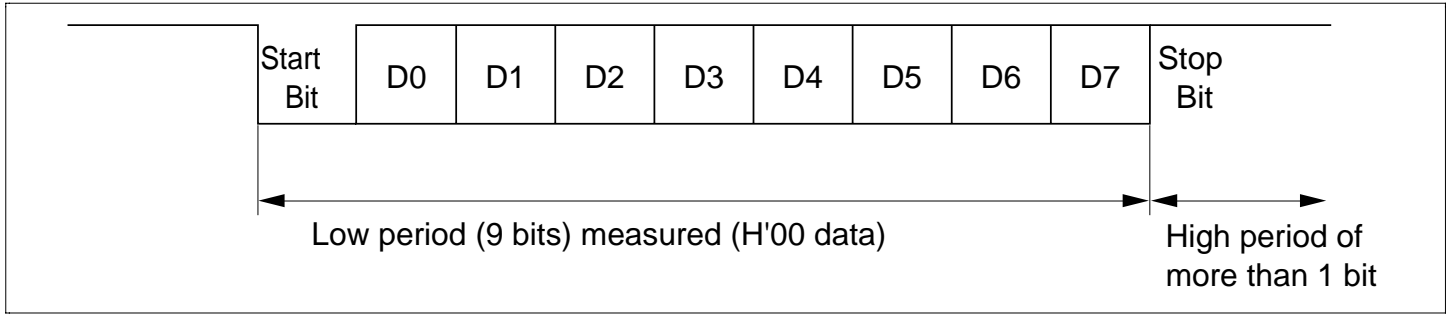 Start
Bit
D0 D1 D2 D3 D4 D5 D6 D7
Stop
Bit
Low period (9 bits) measured (H'00 data)
High period of
more than 1 bit